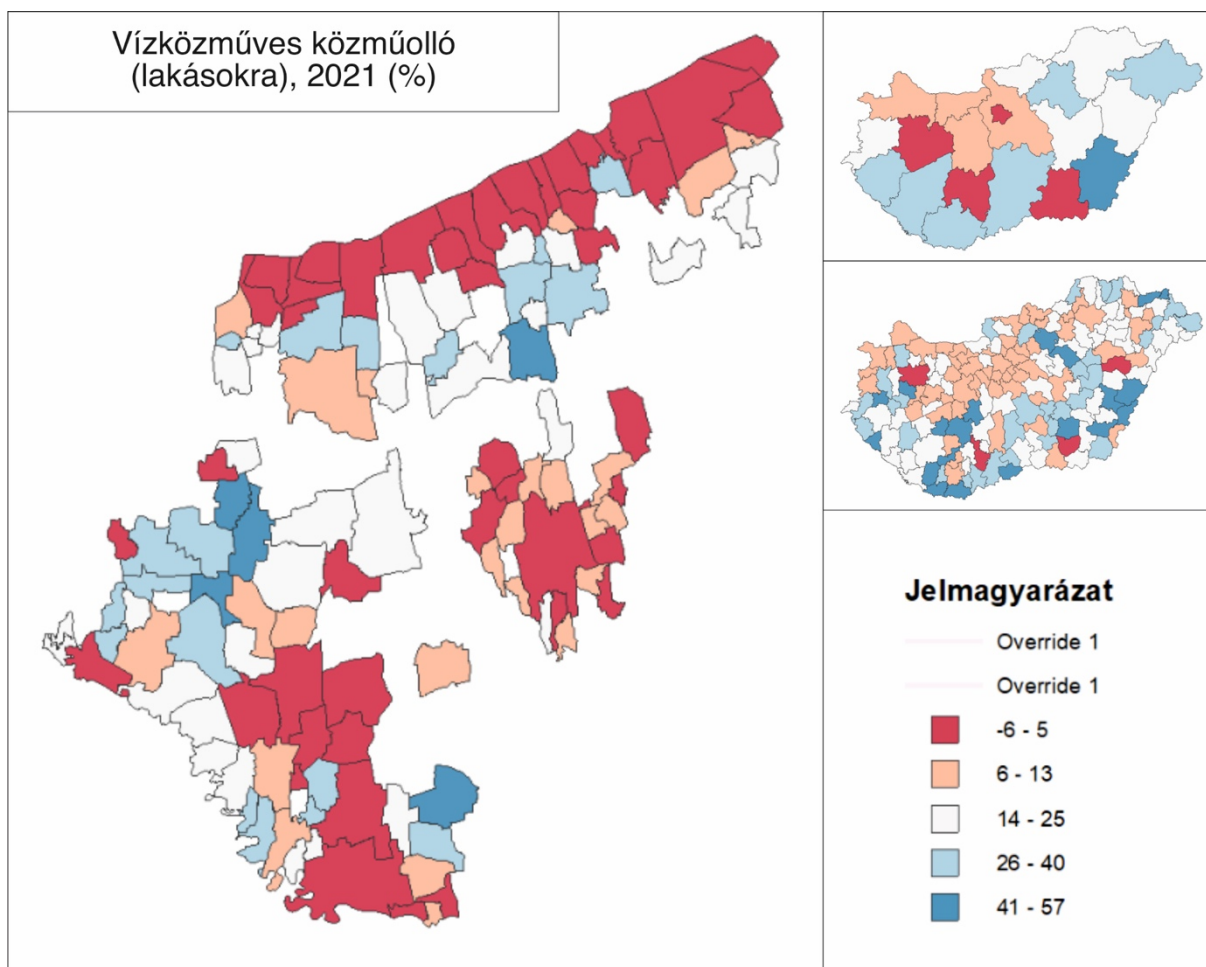 Vízközműves közműolló
(lakásokra), 2021 (%)
Jelmagyarázat
Override 1
Override 1
-6 - 5
6 - 13
14 - 25
26 - 40
41 - 57